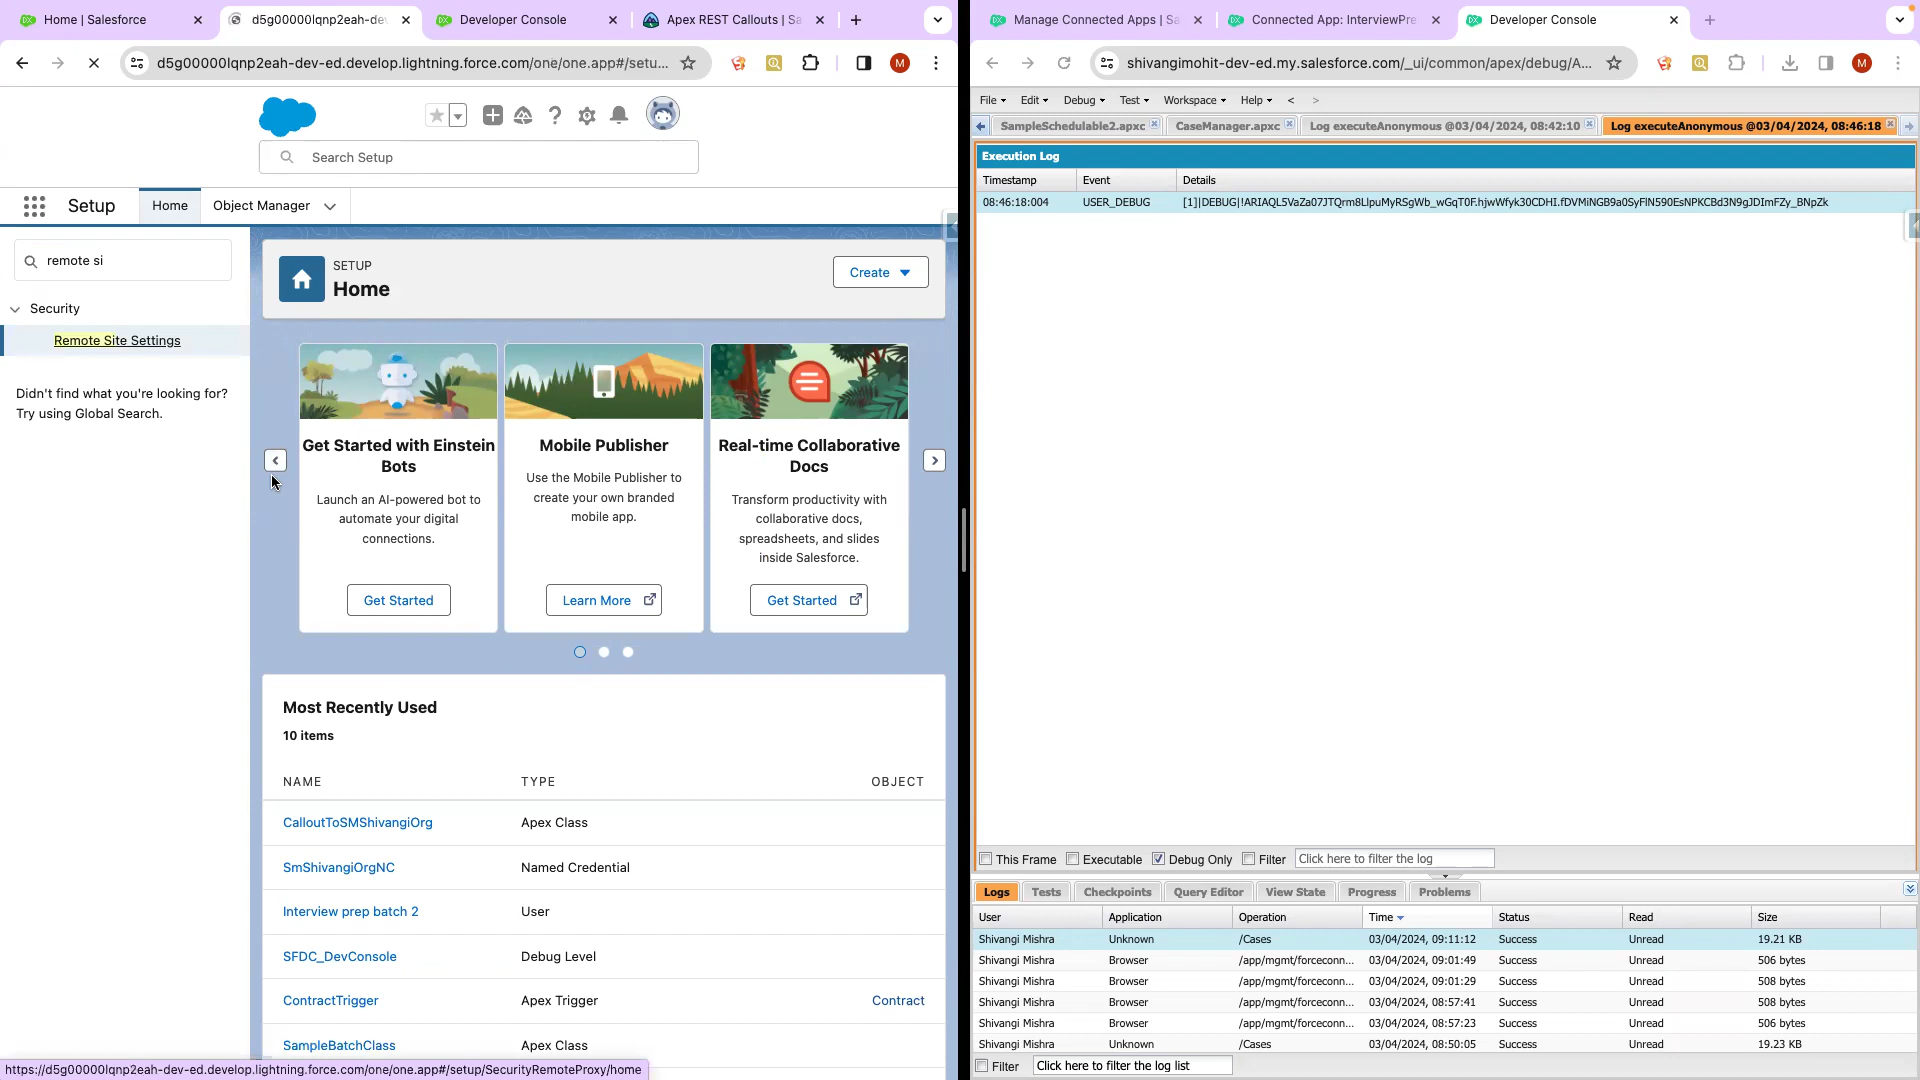 Home | Salesforce
d5g00000lqnp2eah-de
Developer Console
Apex REST Callouts | Sa
d5g00000lqnp2eah-dev-ed.develop.lightning.force.com/one/one.app#/setu...
M
Search Setup
Setup
Home
Object Manager
remote si
Security
Remote Site Settings
Didn't find what you're looking for?
Try using Global Search.
SETUP
Home
Create
Get Started with Einstein
Bots
Launch an AI-powered bot to
automate your digital
connections.
Get Started
Mobile Publisher
Use the Mobile Publisher to
create your own branded
mobile app.
Learn More
Real-time Collaborative
Docs
Transform productivity with
collaborative docs,
spreadsheets, and slides
inside Salesforce.
Get Started
Most Recently Used
10 items
NAME TYPE OBJECT
CalloutToSMShivangiOrg Apex Class
SmShivangiOrgNC Named Credential
Interview prep batch 2 User
SFDC_DevConsole Debug Level
ContractTrigger Apex Trigger Contract
SampleBatchClass Apex Class
https://d5g00000lqnp2eah-dev-ed.develop.lightning.force.com/one/one.app#/setup/SecurityRemoteProxy/home
Manage Connected Apps | Sa
Connected App: InterviewPre
Developer Console
shivangimohit-dev-ed.my.salesforce.com/_ui/common/apex/debug/A...
M
File Edit Debug Test Workspace Help < >
SampleSchedulable2.apxc
CaseManager.apxc
Log executeAnonymous @03/04/2024, 08:42:10
Log executeAnonymous @03/04/2024, 08:46:18
Execution Log
Timestamp Event Details
08:46:18:004 USER_DEBUG
This Frame Executable Debug Only Filter Click here to filter the log
Logs Tests Checkpoints Query Editor View State Progress Problems
User Application Operation Time Status Read Size
Shivangi Mishra Unknown /Cases 03/04/2024, 09:11:12 Success Unread 19.21 KB
Shivangi Mishra Browser /app/mgmt/forceconn... 03/04/2024, 09:01:49 Success Unread 506 bytes
Shivangi Mishra Browser /app/mgmt/forceconn... 03/04/2024, 09:01:29 Success Unread 508 bytes
Shivangi Mishra Browser /app/mgmt/forceconn... 03/04/2024, 08:57:41 Success Unread 508 bytes
Shivangi Mishra Browser /app/mgmt/forceconn... 03/04/2024, 08:57:23 Success Unread 506 bytes
Shivangi Mishra Unknown /Cases 03/04/2024, 08:50:05 Success Unread 19.23 KB
Filter Click here to filter the log list